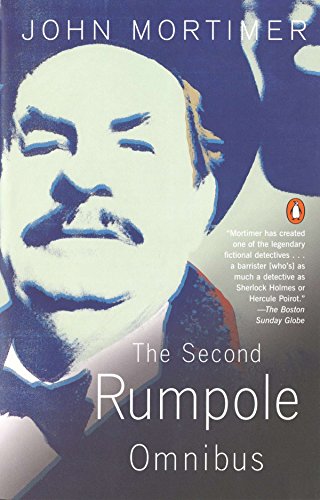 JOHN MORTIMER
"Mortimer has created
one of the legendary
fictional detectives . . .
a barrister [who's] as
much a detective as
Sherlock Holmes or
Hercule Poirot."
—The Boston
Sunday Globe
The Second
Rumpole
Omnibus